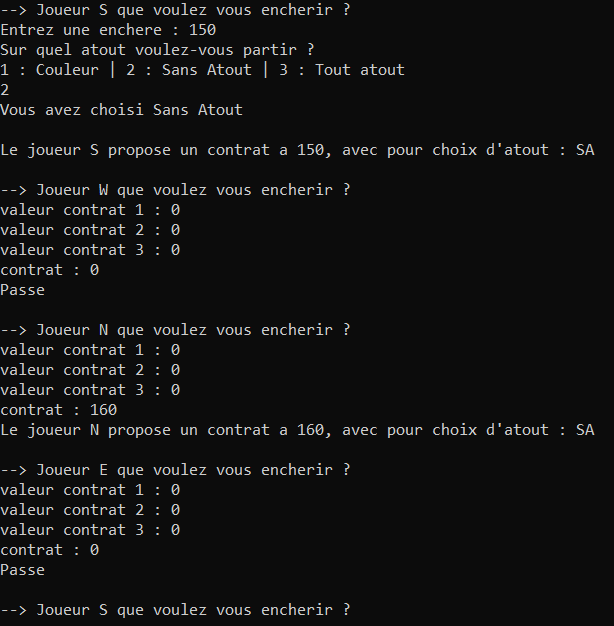 --> Joueur S que voulez vous encherir ?
Entrez une enchere : 150
Sur quel atout voulez-vous partir ?
1 : Couleur | 2 : Sans Atout | 3 : Tout atout
2
Vous avez choisi Sans Atout
Le joueur S propose un contrat a 150, avec pour choix d'atout : SA
--> Joueur W que voulez vous encherir ?
valeur contrat 1 : 0
valeur contrat 2 : 0
valeur contrat 3 : 0
contrat : 0
Passe
--> Joueur N que voulez vous encherir ?
valeur contrat 1 : 0
valeur contrat 2 : 0
valeur contrat 3 : 0
contrat : 160
Le joueur N propose un contrat a 160, avec pour choix d'atout : SA
--> Joueur E que voulez vous encherir ?
valeur contrat 1 : 0
valeur contrat 2 : 0
valeur contrat 3 : 0
contrat : 0
Passe
--> Joueur S que voulez vous encherir ?